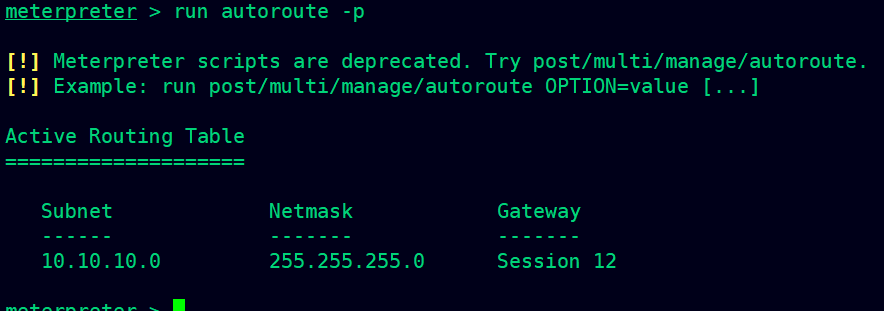 meterpreter > run autoroute -p
[!] Meterpreter scripts are deprecated. Try post/multi/manage/autoroute.
[!] Example: run post/multi/manage/autoroute OPTION=value [...]
Active Routing Table
====================
Subnet Netmask Gateway
------ ------- -------
10.10.10.0 255.255.255.0 Session 12
meterpreter >